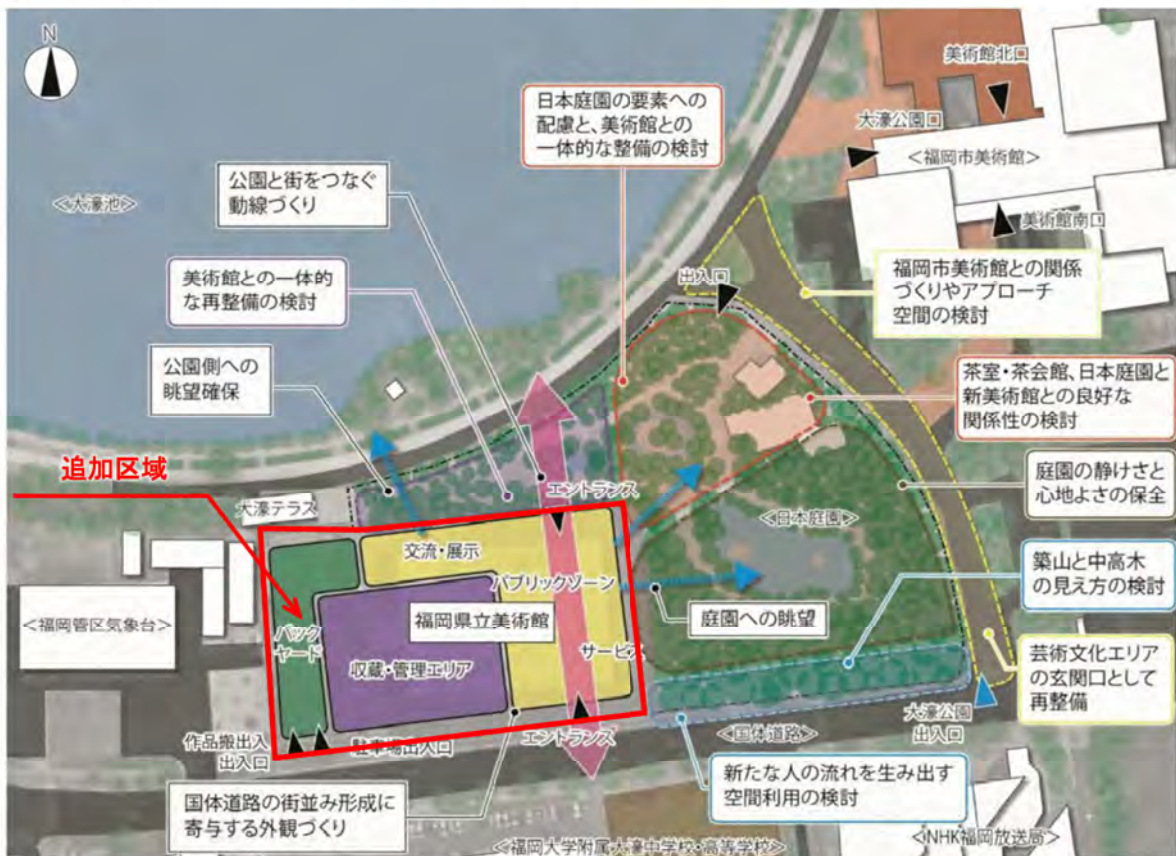 N
美術館北口
大濠公園口
<福岡市美術館>
美術館南口
日本庭園の要素への
配慮と、美術館との
一体的な整備の検討
公園と街をつなぐ
動線づくり
<大濠池>
美術館との一体的
な再整備の検討
出入口
福岡市美術館との関係
づくりやアプローチ
空間の検討
公園側への
眺望確保
茶室・茶会館、日本庭園と
新美術館との良好な
関係性の検討
追加区域
大濠テラス
エントランス
庭園の静けさと
心地よさの保全
<日本庭園>
交流・展示
パブリックゾーン
築山と中高木
の見え方の検討
<福岡管区気象台>
バック
ヤード
福岡県立美術館
庭園への眺望
収蔵・管理エリア
サービス
芸術文化エリア
の玄関口として
再整備
作品搬出入
出入口
駐車場出入口
エントランス
<国体道路>
大濠公園
出入口
国体道路の街並み形成に
寄与する外観づくり
新たな人の流れを生み出す
空間利用の検討
<福岡大学附属大濠中学校・高等学校>
<NHK福岡放送局>